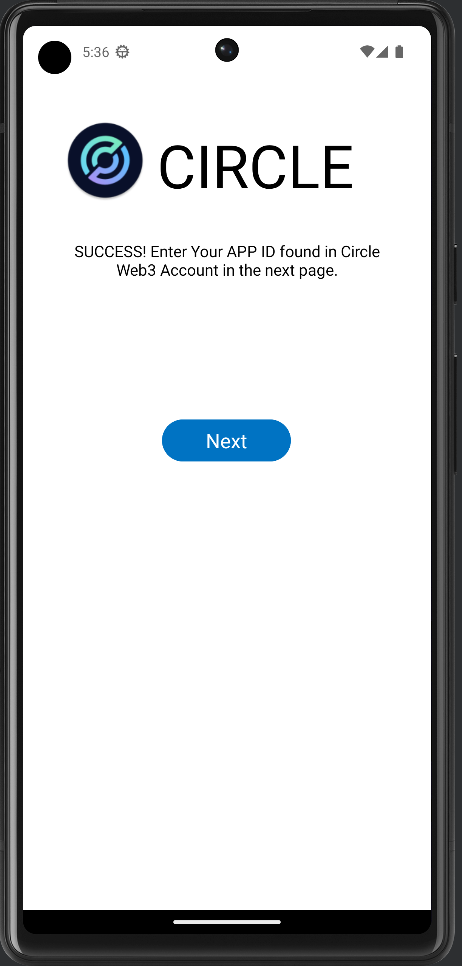 5:36
CIRCLE
SUCCESS! Enter Your APP ID found in Circle
Web3 Account in the next page.
Next